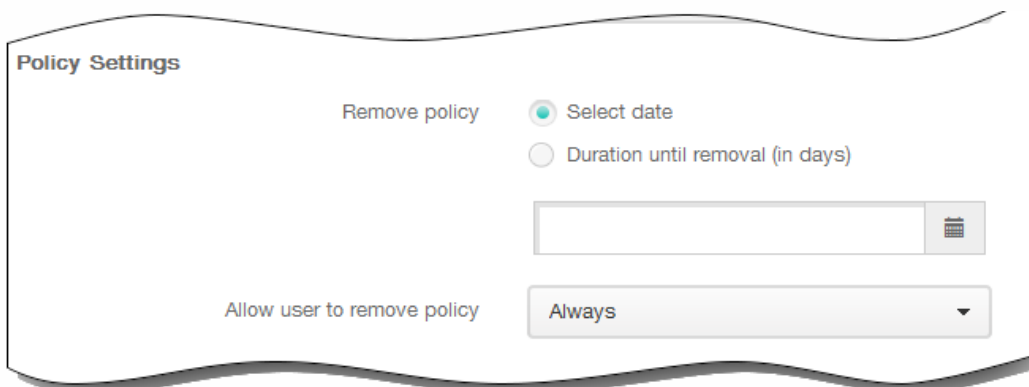 Policy Settings
Remove policy
Select date
Duration until removal (in days)
Allow user to remove policy
Always